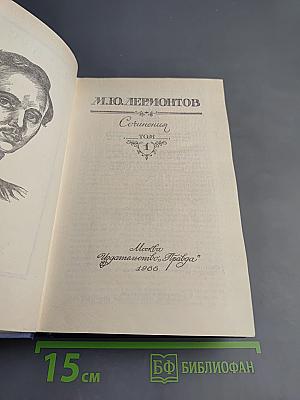 М.Ю.ЛЕРМОНТОВ
Сочинения
ТОМ
1
Москва
Издательство „Правда"
1986
15 см
БФ БИБЛИОФАН